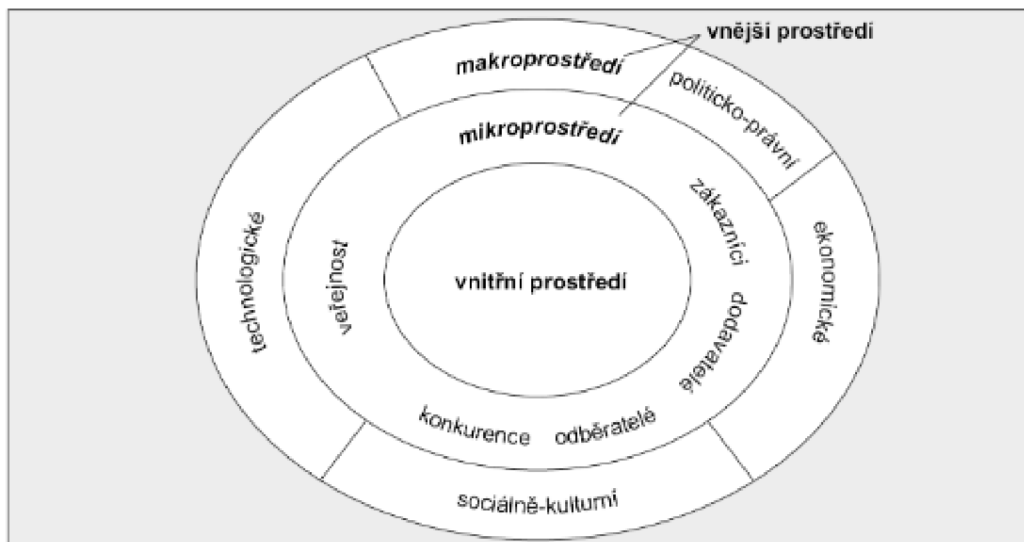 vnější prostředí
makroprostředí
politicko-právní
mikroprostředí
zákazníci
ekonomické
technologické
veřejnost
vnitřní prostředí
dodavatelé
konkurence
odběratelé
sociálně-kulturní